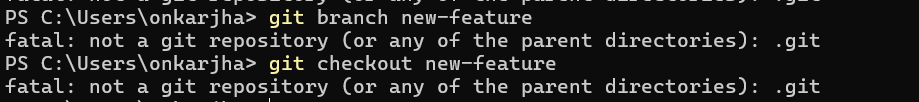 PS C:\Users\onkarjha> git branch new-feature
fatal: not a git repository (or any of the parent directories): .git
PS C:\Users\onkarjha> git checkout new-feature
fatal: not a git repository (or any of the parent directories): .git